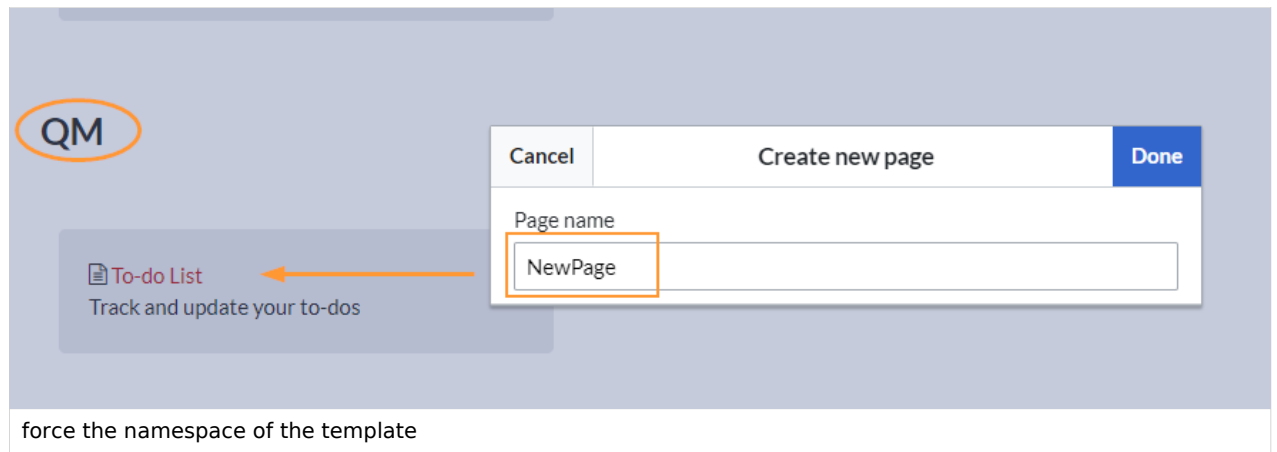 QM
Cancel Create new page Done
Page name
NewPage
To-do List
Track and update your to-dos
force the namespace of the template